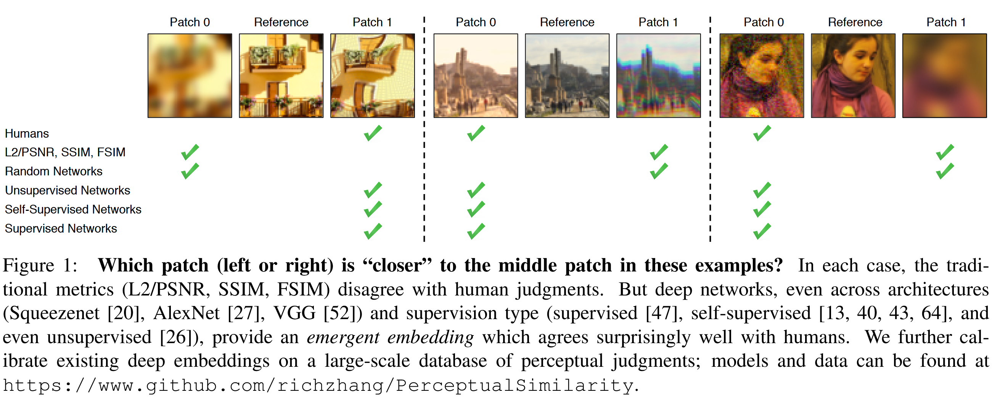 Patch 0 Reference Patch 1 Patch 0 Reference Patch 1 Patch 0 Reference Patch 1
Humans
L2/PSNR, SSIM, FSIM
Random Networks
Unsupervised Networks
Self-Supervised Networks
Supervised Networks
Figure 1: Which patch (left or right) is “closer” to the middle patch in these examples? In each case, the tradi-
tional metrics (L2/PSNR, SSIM, FSIM) disagree with human judgments. But deep networks, even across architectures
(Squeezenet [20], AlexNet [27], VGG [52]) and supervision type (supervised [47], self-supervised [13, 40, 43, 64], and
even unsupervised [26]), provide an emergent embedding which agrees surprisingly well with humans. We further cal-
ibrate existing deep embeddings on a large-scale database of perceptual judgments; models and data can be found at
https://www.github.com/richzhang/PerceptualSimilarity.